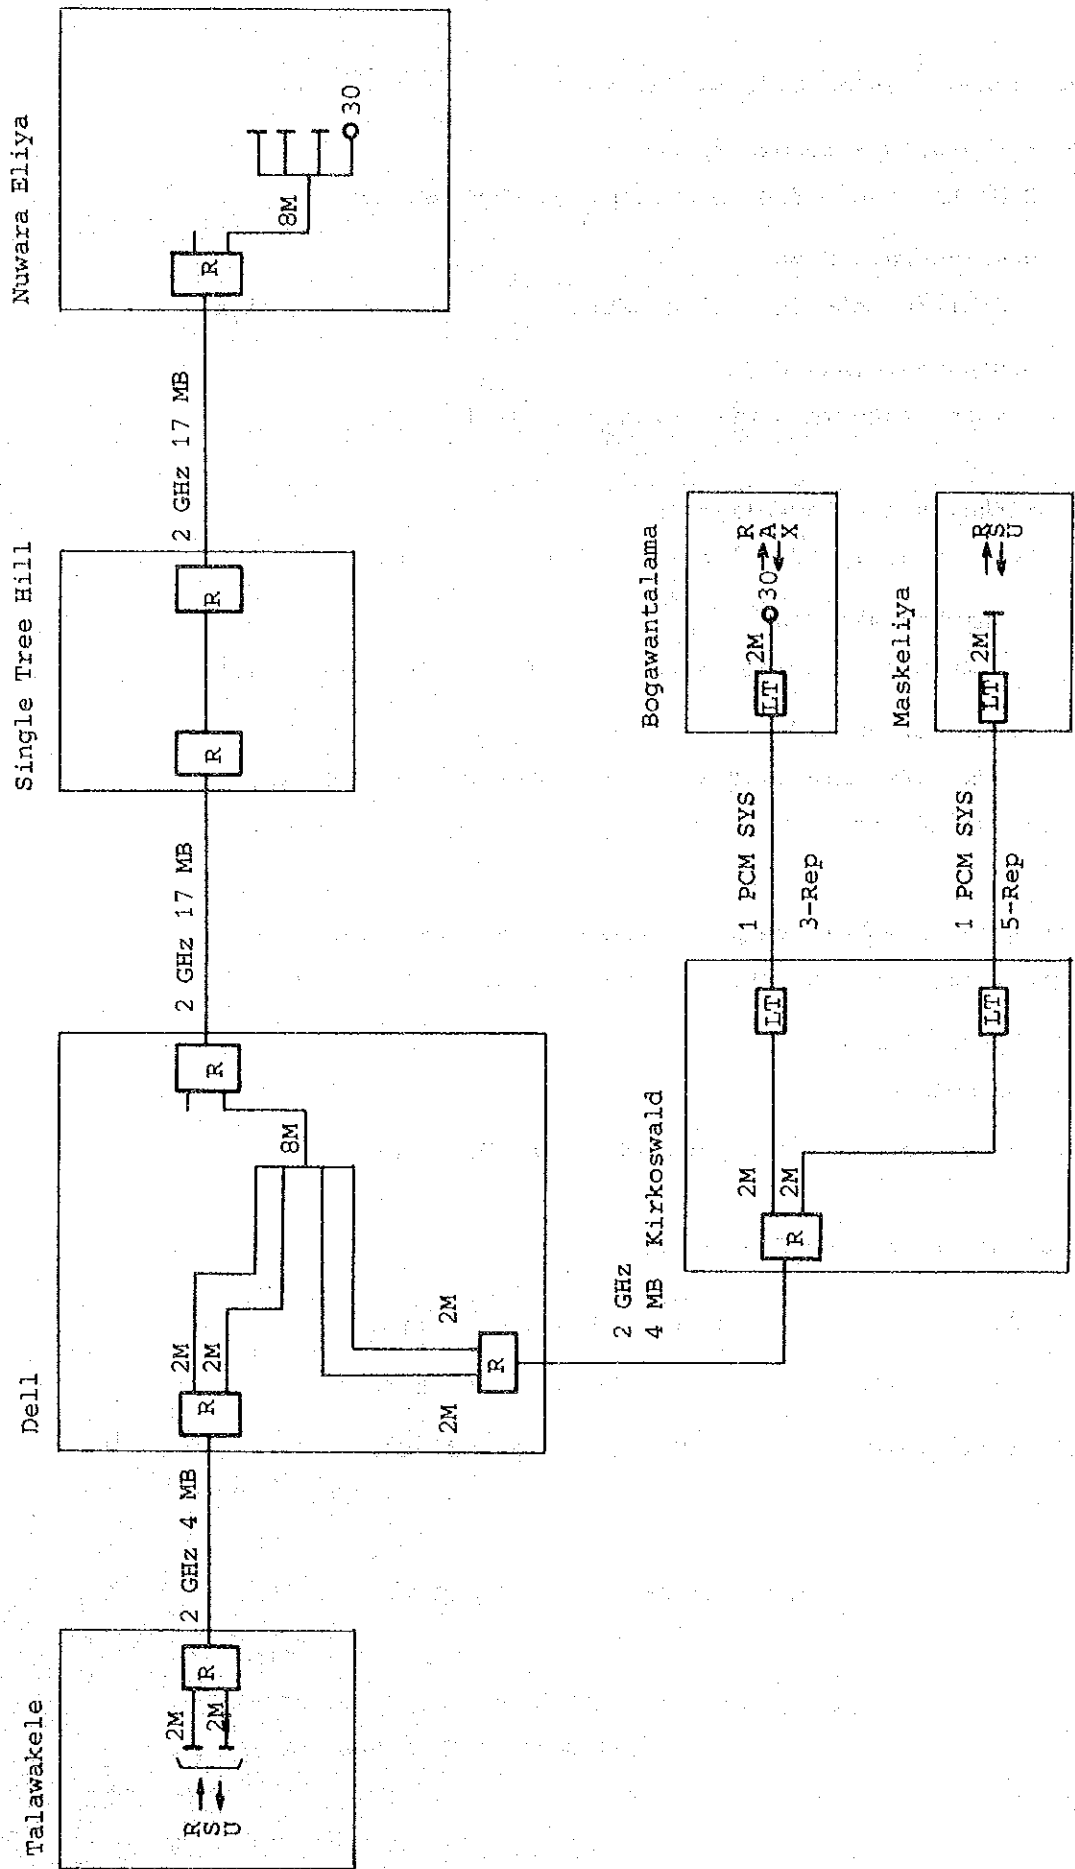 Talawakele
R
S
U
2M
2M
R
2 GHz 4 MB
Dell
R
2M
2M
8M
R
2M
2M
R
2 GHz 17 MB
Single Tree Hill
R
R
2 GHz 17 MB
Nuwara Eliya
R
8M
30
2 GHz
4 MB
Kirkoswald
R
2M
2M
LT
LT
1 PCM SYS
3-Rep
1 PCM SYS
5-Rep
Bogawantalama
LT
2M
30
R
A
X
Maskeliya
LT
2M
R
S
U